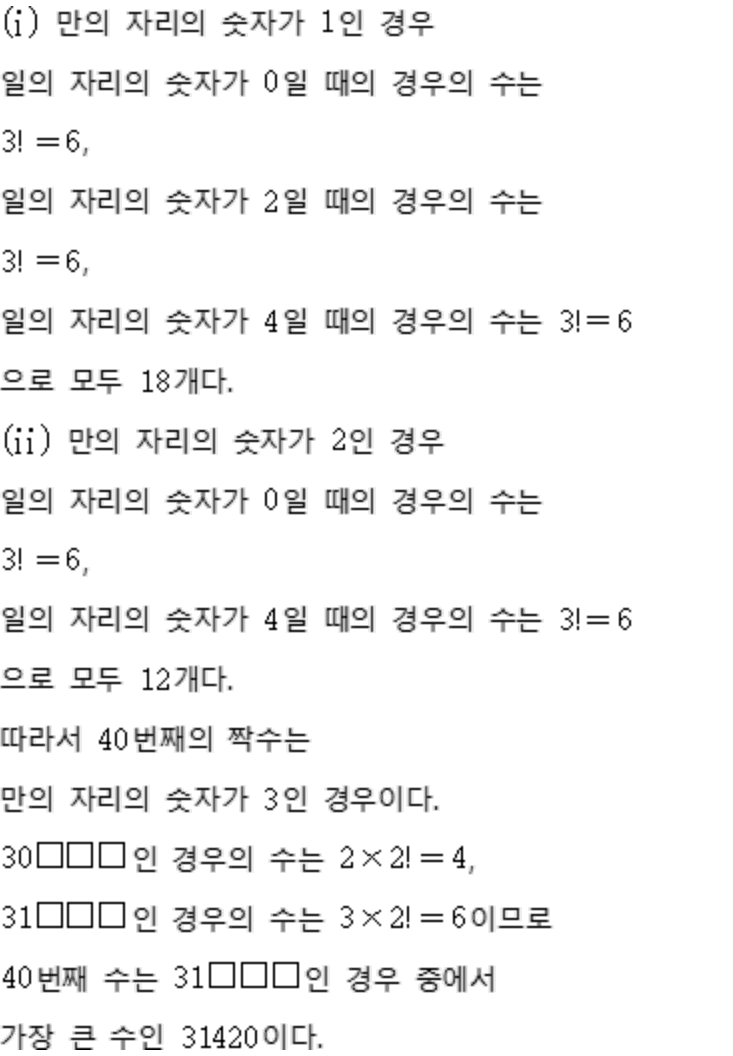 (i) 만의 자리의 숫자가 1인 경우
일의 자리의 숫자가 0일 때의 경우의 수는
3! = 6,
일의 자리의 숫자가 2일 때의 경우의 수는
3! = 6,
일의 자리의 숫자가 4일 때의 경우의 수는 3! = 6
으로 모두 18개다.
(ii) 만의 자리의 숫자가 2인 경우
일의 자리의 숫자가 0일 때의 경우의 수는
3! = 6,
일의 자리의 숫자가 4일 때의 경우의 수는 3! = 6
으로 모두 12개다.
따라서 40번째의 짝수는
만의 자리의 숫자가 3인 경우이다.
30□□□인 경우의 수는 2×2! = 4,
31□□□인 경우의 수는 3×2! = 6이므로
40번째 수는 31□□□인 경우 중에서
가장 큰 수인 31420이다.